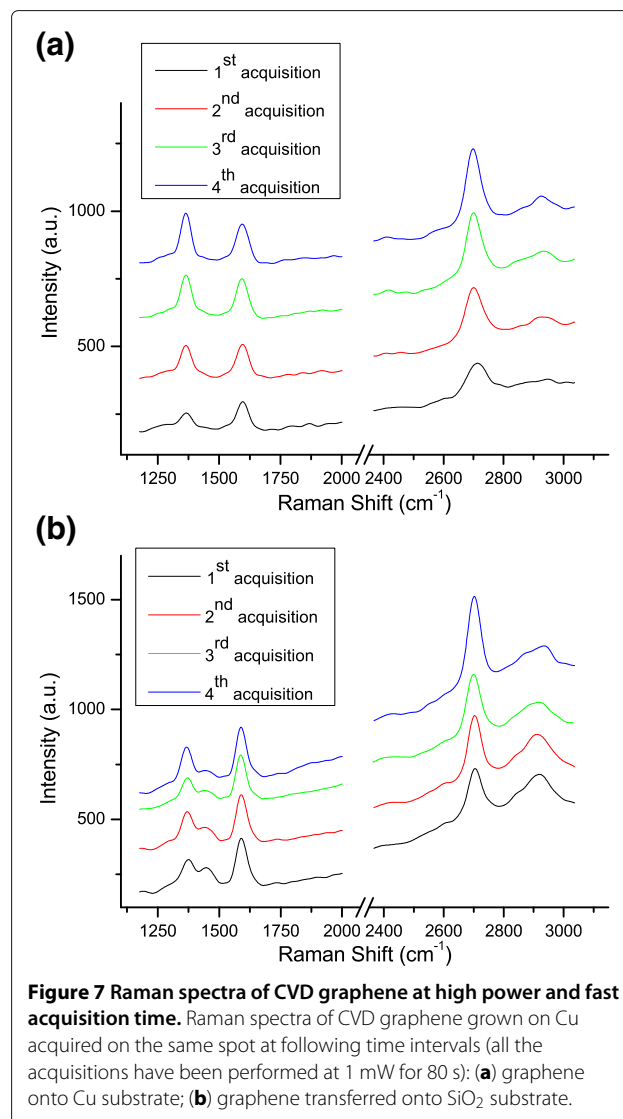 (a)
1st acquisition
2nd acquisition
3rd acquisition
4th acquisition
1000
500
Intensity (a.u.)
1250 1500 1750 2000 2400 2600 2800 3000
Raman Shift (cm-1)
(b)
1st acquisition
2nd acquisition
3rd acquisition
4th acquisition
1500
1000
500
Intensity (a.u.)
1250 1500 1750 2000 2400 2600 2800 3000
Raman Shift (cm-1)
Figure 7 Raman spectra of CVD graphene at high power and fast
acquisition time. Raman spectra of CVD graphene grown on Cu
acquired on the same spot at following time intervals (all the
acquisitions have been performed at 1 mW for 80 s): (a) graphene
onto Cu substrate; (b) graphene transferred onto SiO2 substrate.